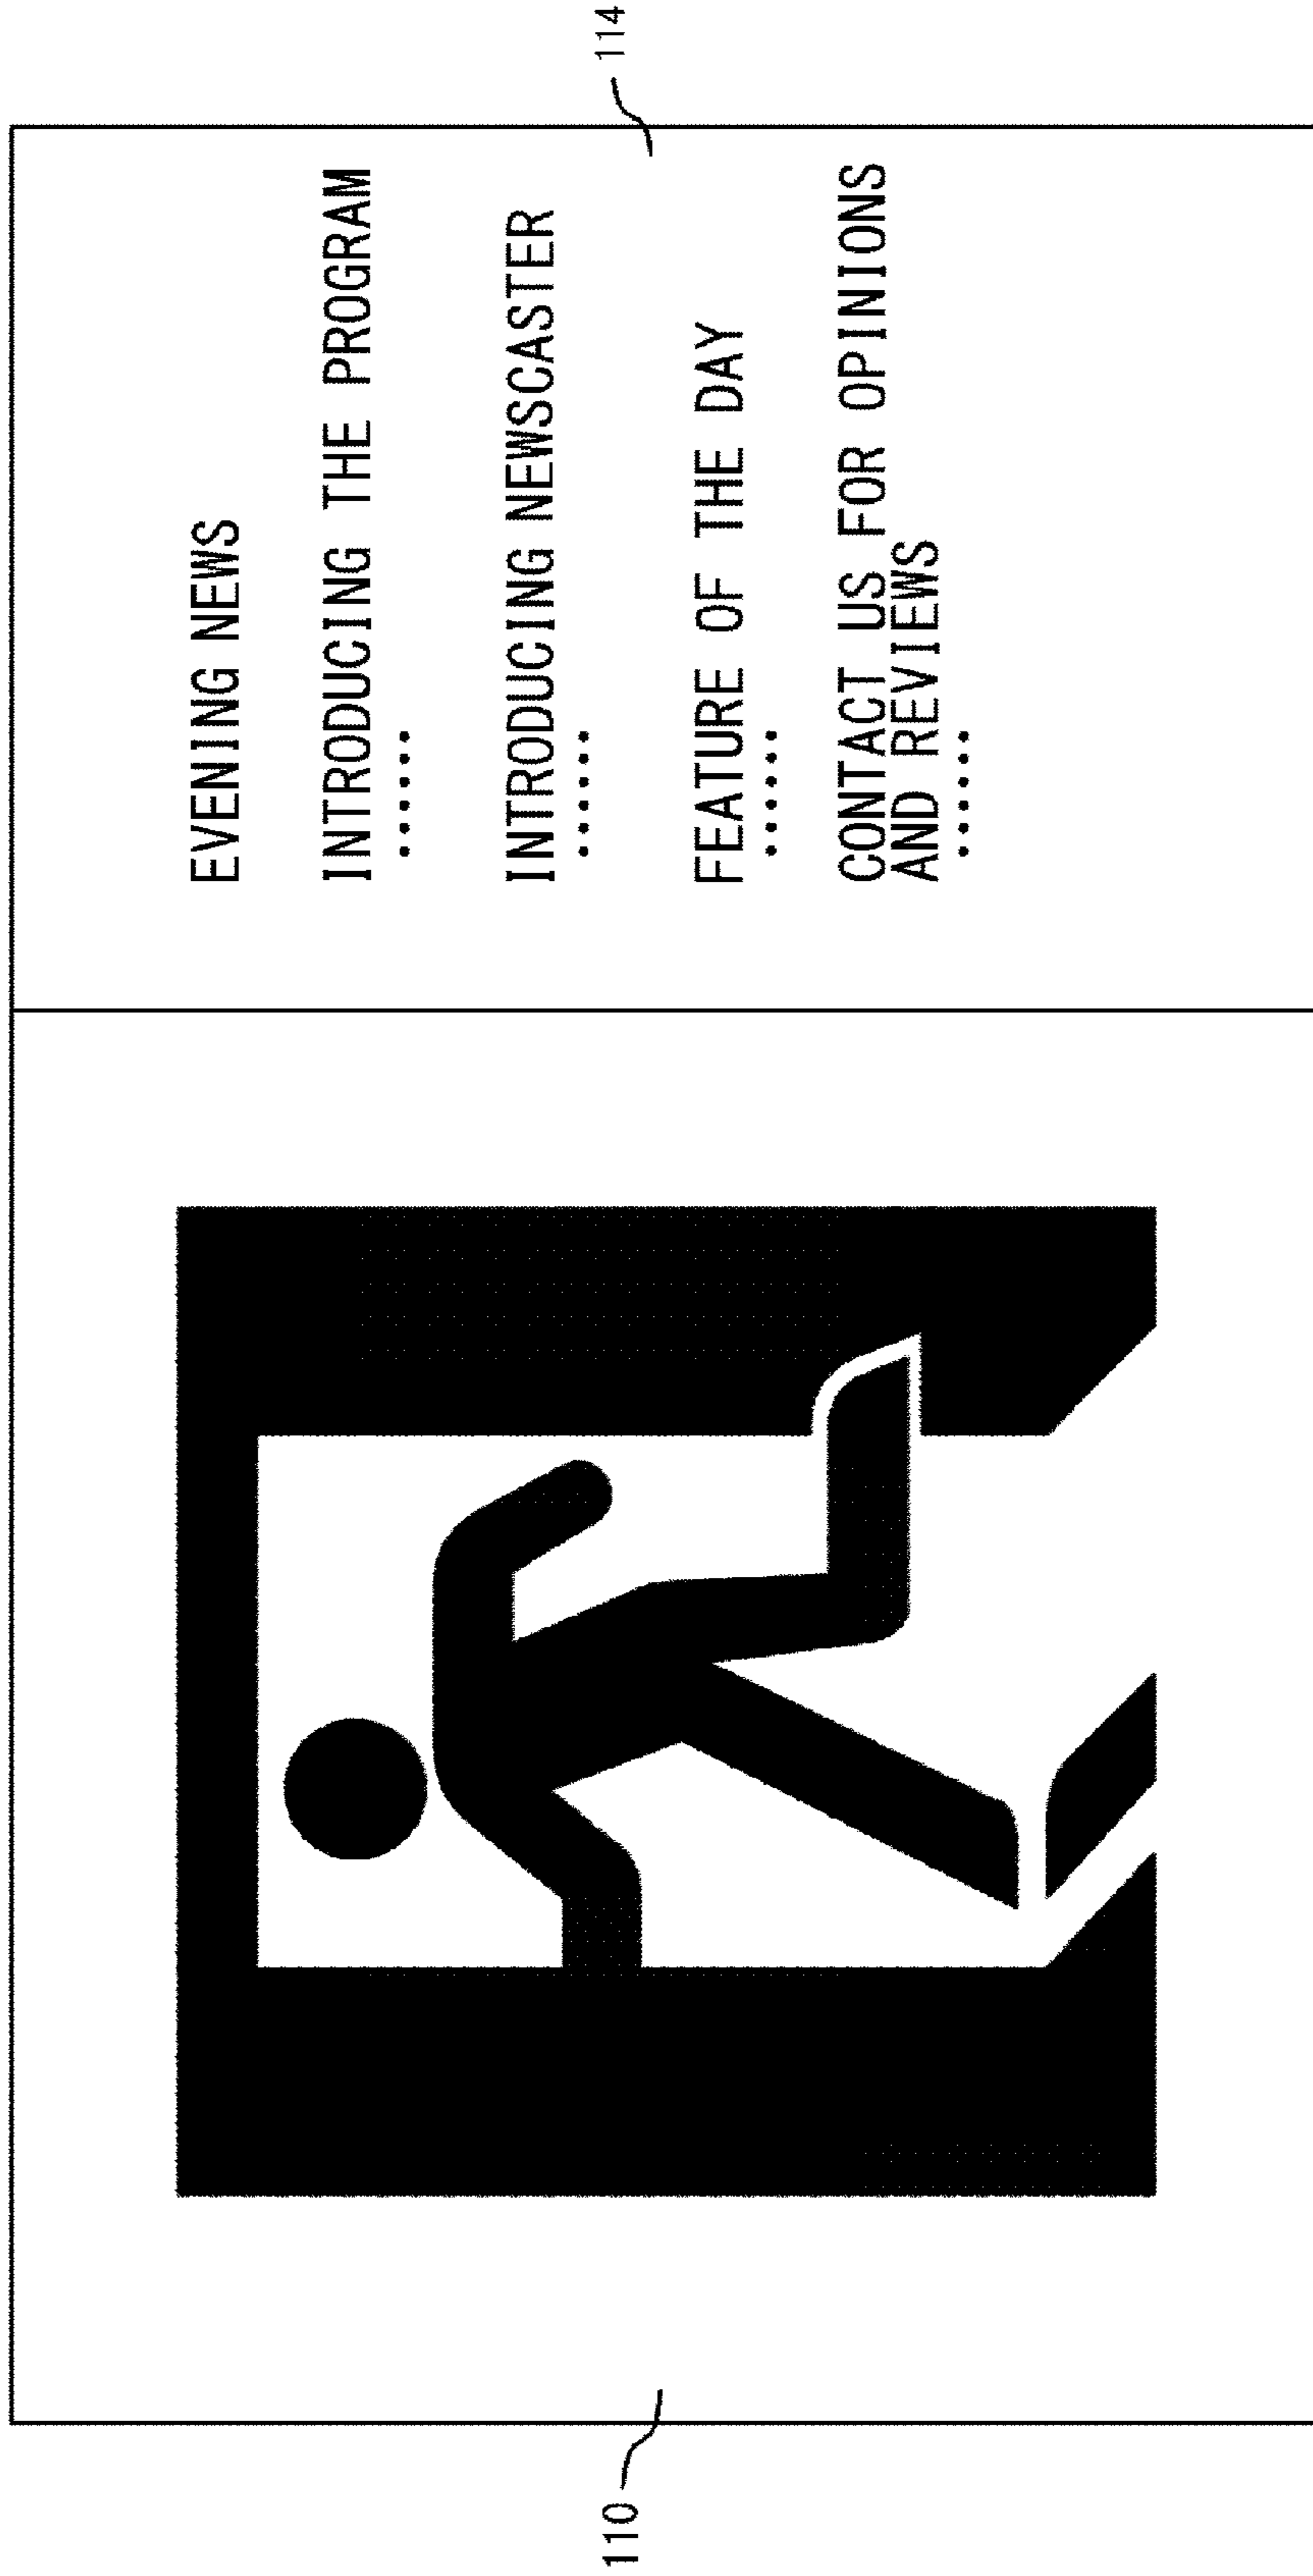 110
114
EVENING NEWS
INTRODUCING THE PROGRAM
......
INTRODUCING NEWSCASTER
......
FEATURE OF THE DAY
......
CONTACT US FOR OPINIONS
AND REVIEWS
......